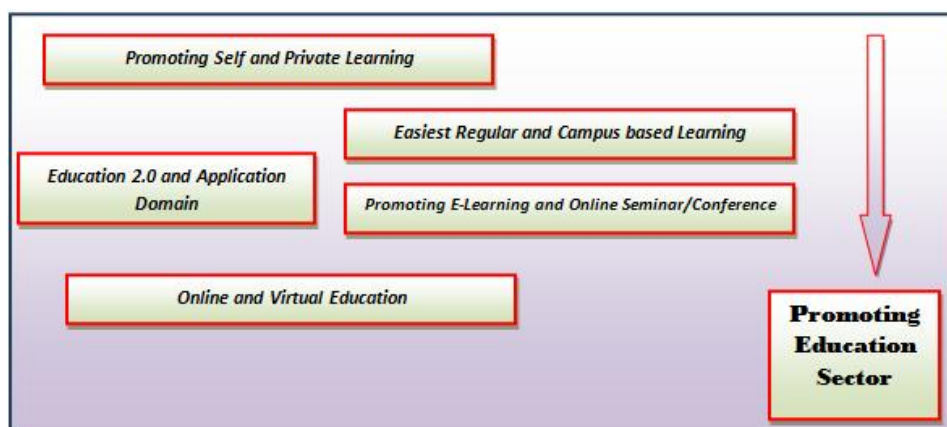 Promoting Self and Private Learning
Easiest Regular and Campus based Learning
Education 2.0 and Application
Domain
Promoting E-Learning and Online Seminar/Conference
Online and Virtual Education
Promoting
Education
Sector